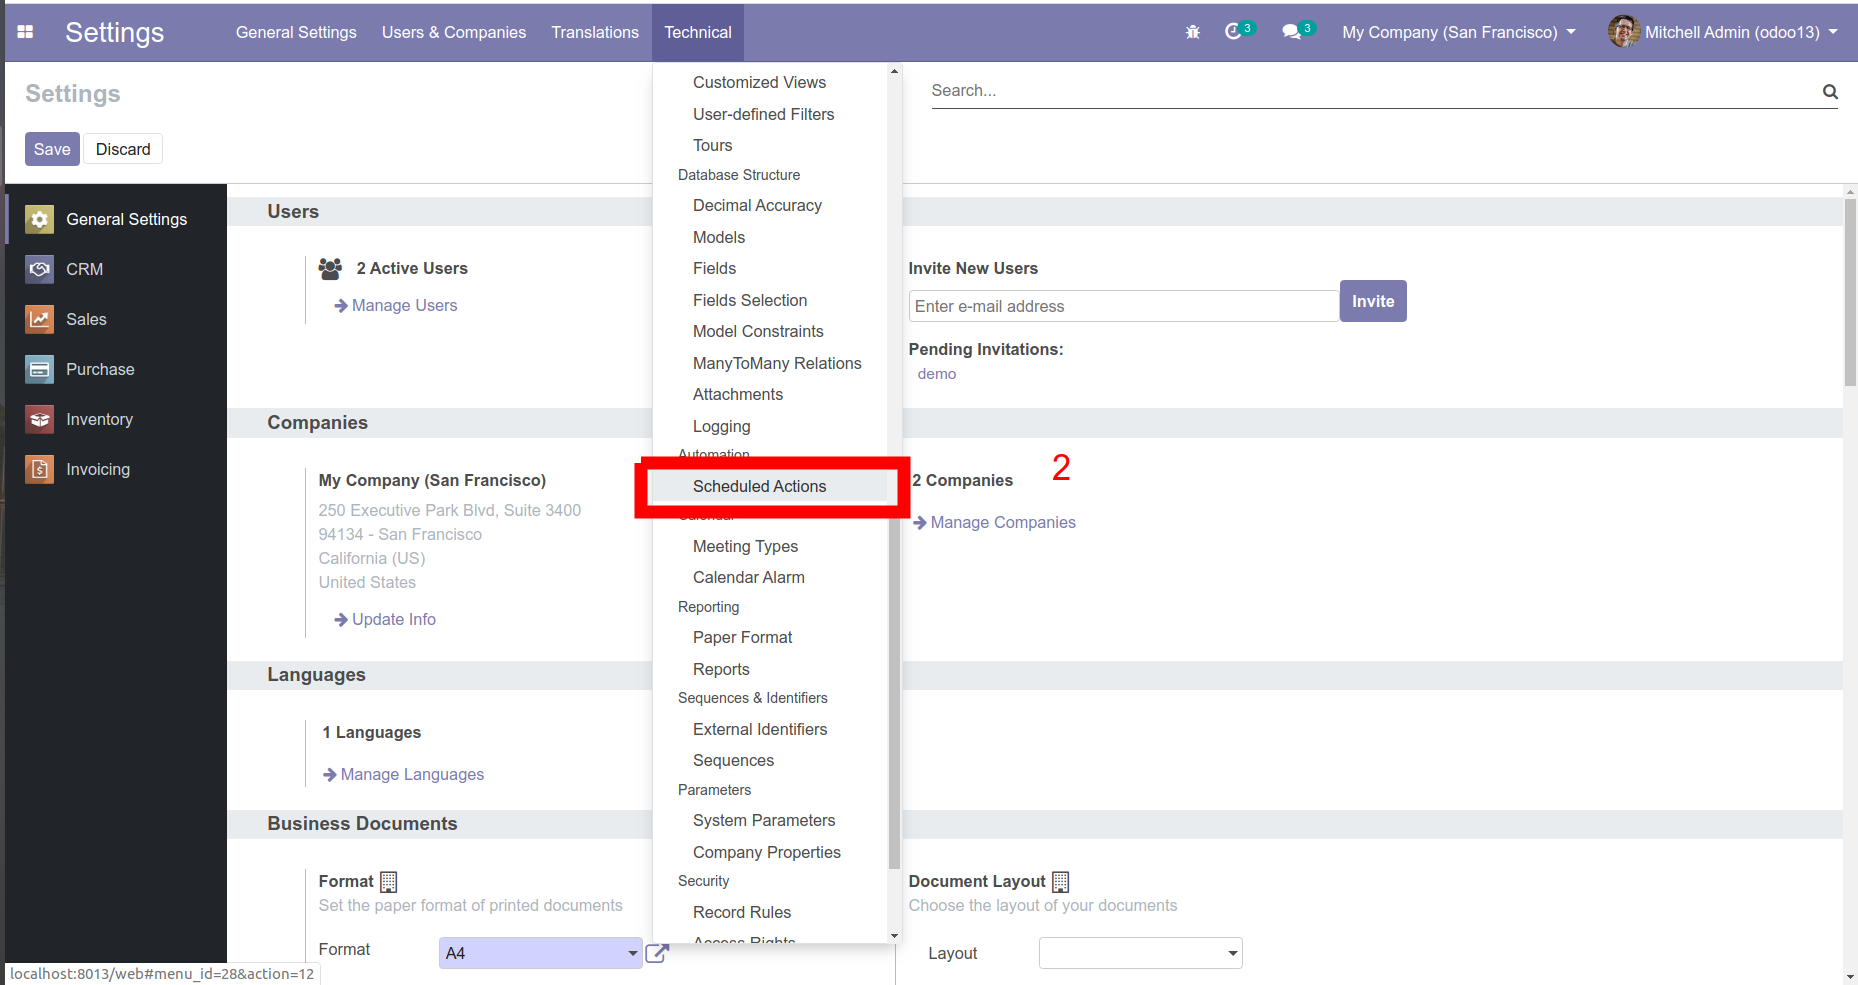 Settings
General Settings
Users & Companies
Translations
Technical
3
3
My Company (San Francisco)
Mitchell Admin (odoo13)
Settings
Search...
Save
Discard
General Settings
CRM
Sales
Purchase
Inventory
Invoicing
Customized Views
User-defined Filters
Tours
Database Structure
Decimal Accuracy
Models
Fields
Fields Selection
Model Constraints
ManyToMany Relations
Attachments
Logging
Automation
Scheduled Actions
Calendar
Meeting Types
Calendar Alarm
Reporting
Paper Format
Reports
Sequences & Identifiers
External Identifiers
Sequences
Parameters
System Parameters
Company Properties
Security
Record Rules
Access Rights
Users
2 Active Users
Manage Users
Invite New Users
Enter e-mail address
Invite
Pending Invitations:
demo
Companies
My Company (San Francisco)
250 Executive Park Blvd, Suite 3400
94134 - San Francisco
California (US)
United States
Update Info
2 Companies
2
Manage Companies
Languages
1 Languages
Manage Languages
Business Documents
Format
Set the paper format of printed documents
Format
A4
Document Layout
Choose the layout of your documents
Layout
localhost:8013/web#menu_id=28&action=12